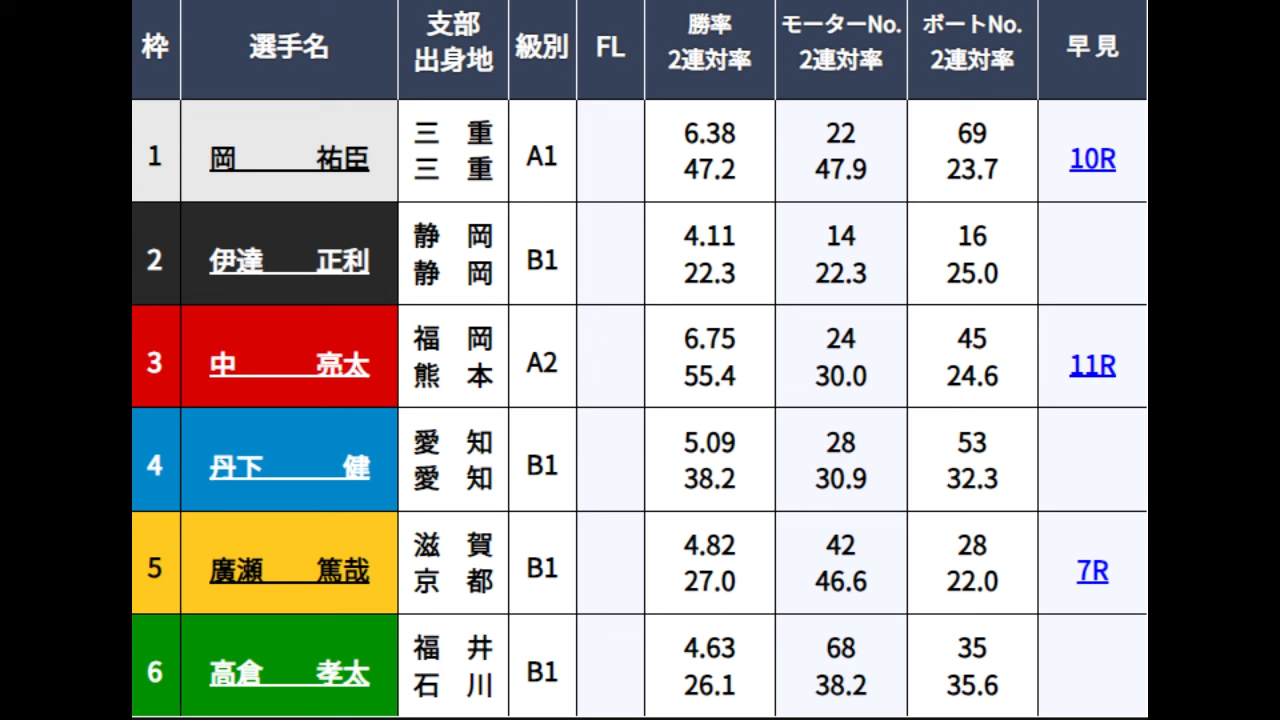 枠 選手名 支部 級別 FL 勝率 モーターNo. ボートNo. 早見
出身地 2連対率 2連対率 2連対率
1 岡 祐臣 三 重 A1 6.38 22 69 10R
三 重 47.2 47.9 23.7
2 伊達 正利 静 岡 B1 4.11 14 16
静 岡 22.3 22.3 25.0
3 中 亮太 福 岡 A2 6.75 24 45 11R
熊 本 55.4 30.0 24.6
4 丹下 健 愛 知 B1 5.09 28 53
愛 知 38.2 30.9 32.3
5 廣瀬 篤哉 滋 賀 B1 4.82 42 28 7R
京 都 27.0 46.6 22.0
6 高倉 孝太 福 井 B1 4.63 68 35
石 川 26.1 38.2 35.6